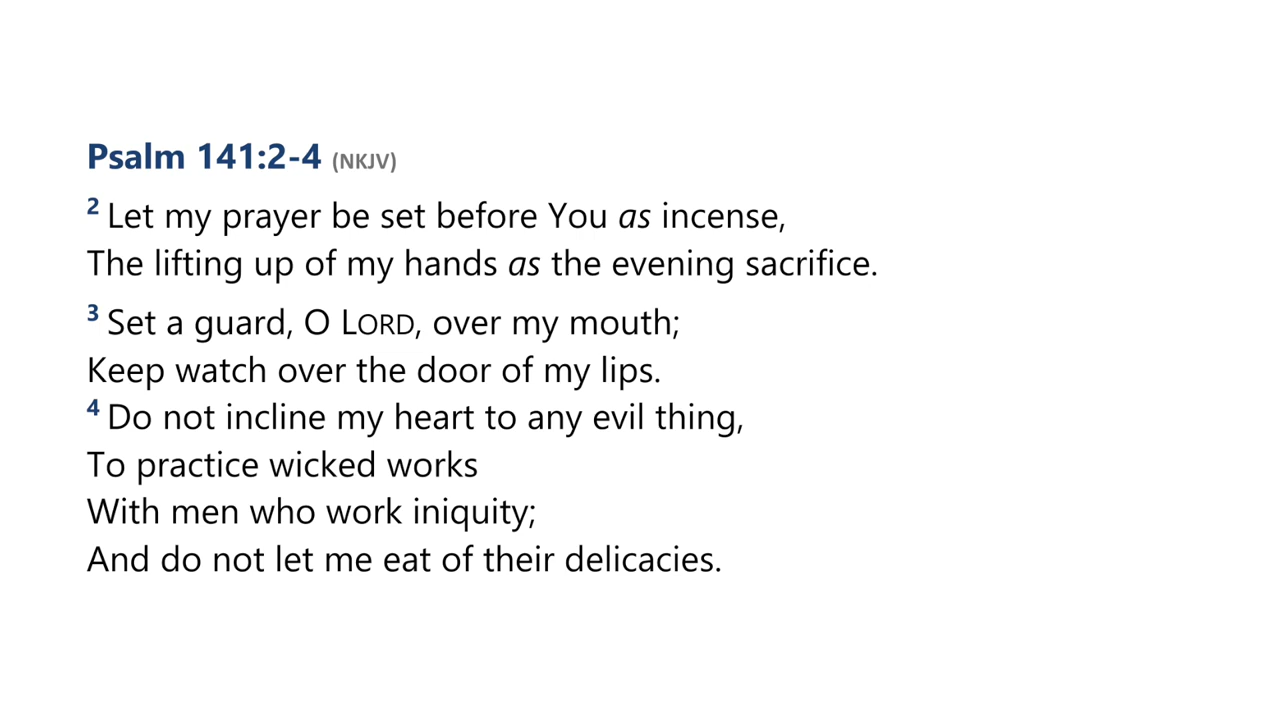 Psalm 141:2-4 (NKJV)
2 Let my prayer be set before You as incense,
The lifting up of my hands as the evening sacrifice.
3 Set a guard, O LORD, over my mouth;
Keep watch over the door of my lips.
4 Do not incline my heart to any evil thing,
To practice wicked works
With men who work iniquity;
And do not let me eat of their delicacies.